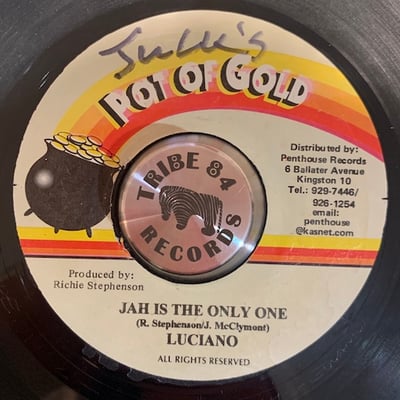 POT OF GOLD
TRIBE 84
RECORDS
Distributed by:
Penthouse Records
6 Ballater Avenue
Kingston 10
Tel.: 929-7446/
926-1254
email:
penthouse
@kasnet.com
Produced by:
Richie Stephenson
JAH IS THE ONLY ONE
(R. Stephenson/J. McClymont)
LUCIANO
ALL RIGHTS RESERVED